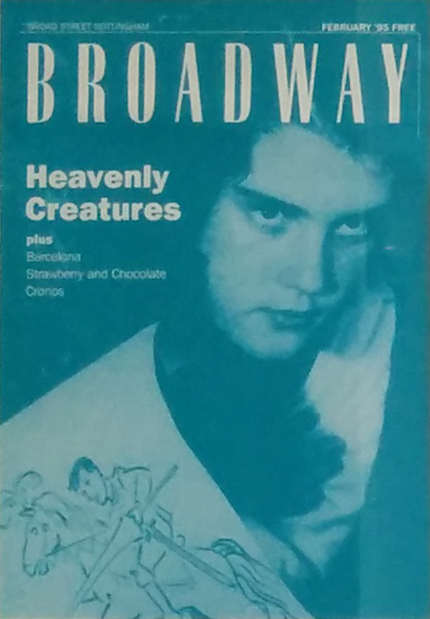 BROAD STREET NOTTINGHAM
FEBRUARY '95 FREE
BROADWAY
Heavenly
Creatures
plus
Barcelona
Strawberry and Chocolate
Cronos